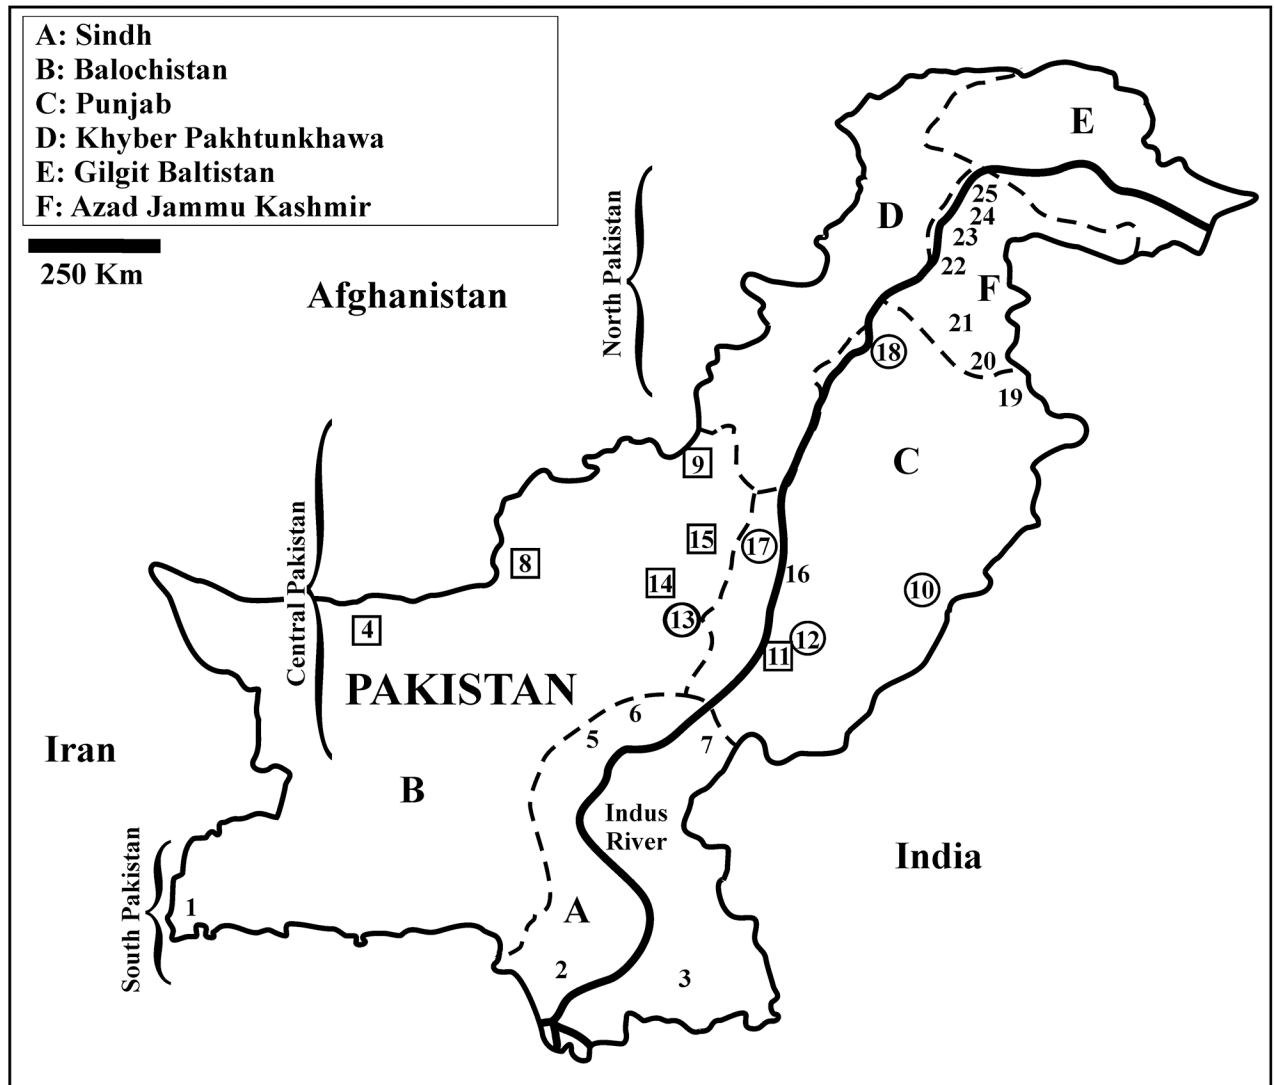 A: Sindh
B: Balochistan
C: Punjab
D: Khyber Pakhtunkhawa
E: Gilgit Baltistan
F: Azad Jammu Kashmir
250 Km
Afghanistan
North Pakistan
Central Pakistan
South Pakistan
E
D
25
24
23
22
F
21
18
20
19
C
9
15
17
8
16
14
10
13
4
12
11
PAKISTAN
6
5
7
Iran
B
Indus
River
India
1
A
2
3